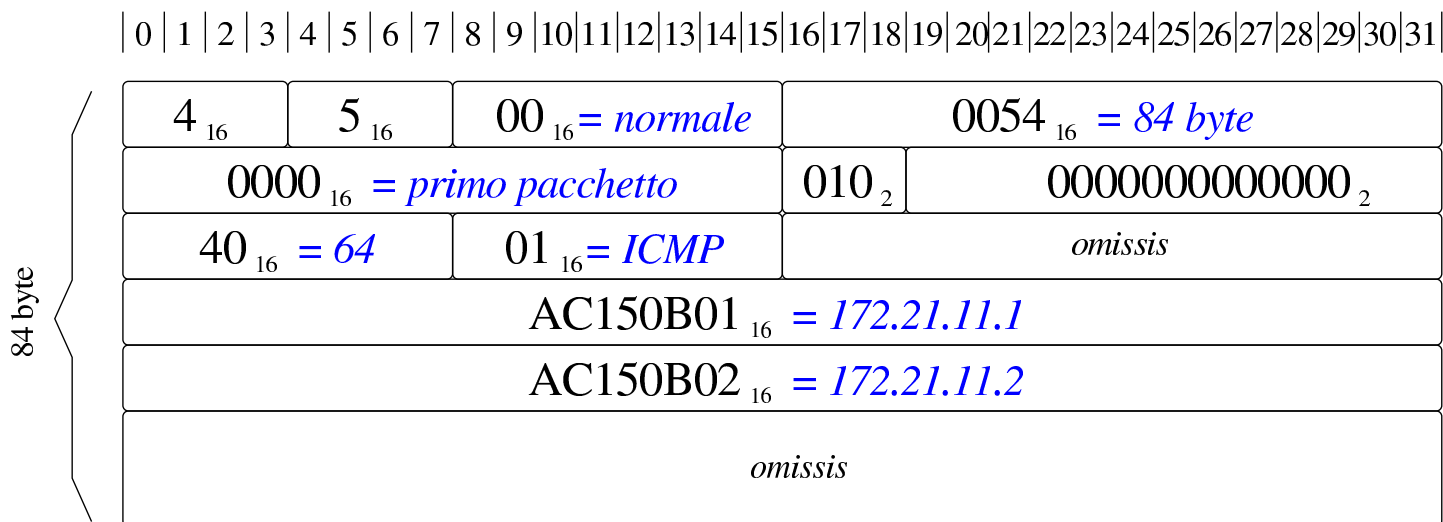 0 1 2 3 4 5 6 7 8 9 10 11 12 13 14 15 16 17 18 19 20 21 22 23 24 25 26 27 28 29 30 31
4 16 5 16 00 16 = normale 0054 16 = 84 byte
0000 16 = primo pacchetto 010 2 0000000000000 2
40 16 = 64 01 16 = ICMP omissis
AC150B01 16 = 172.21.11.1
AC150B02 16 = 172.21.11.2
omissis
84 byte